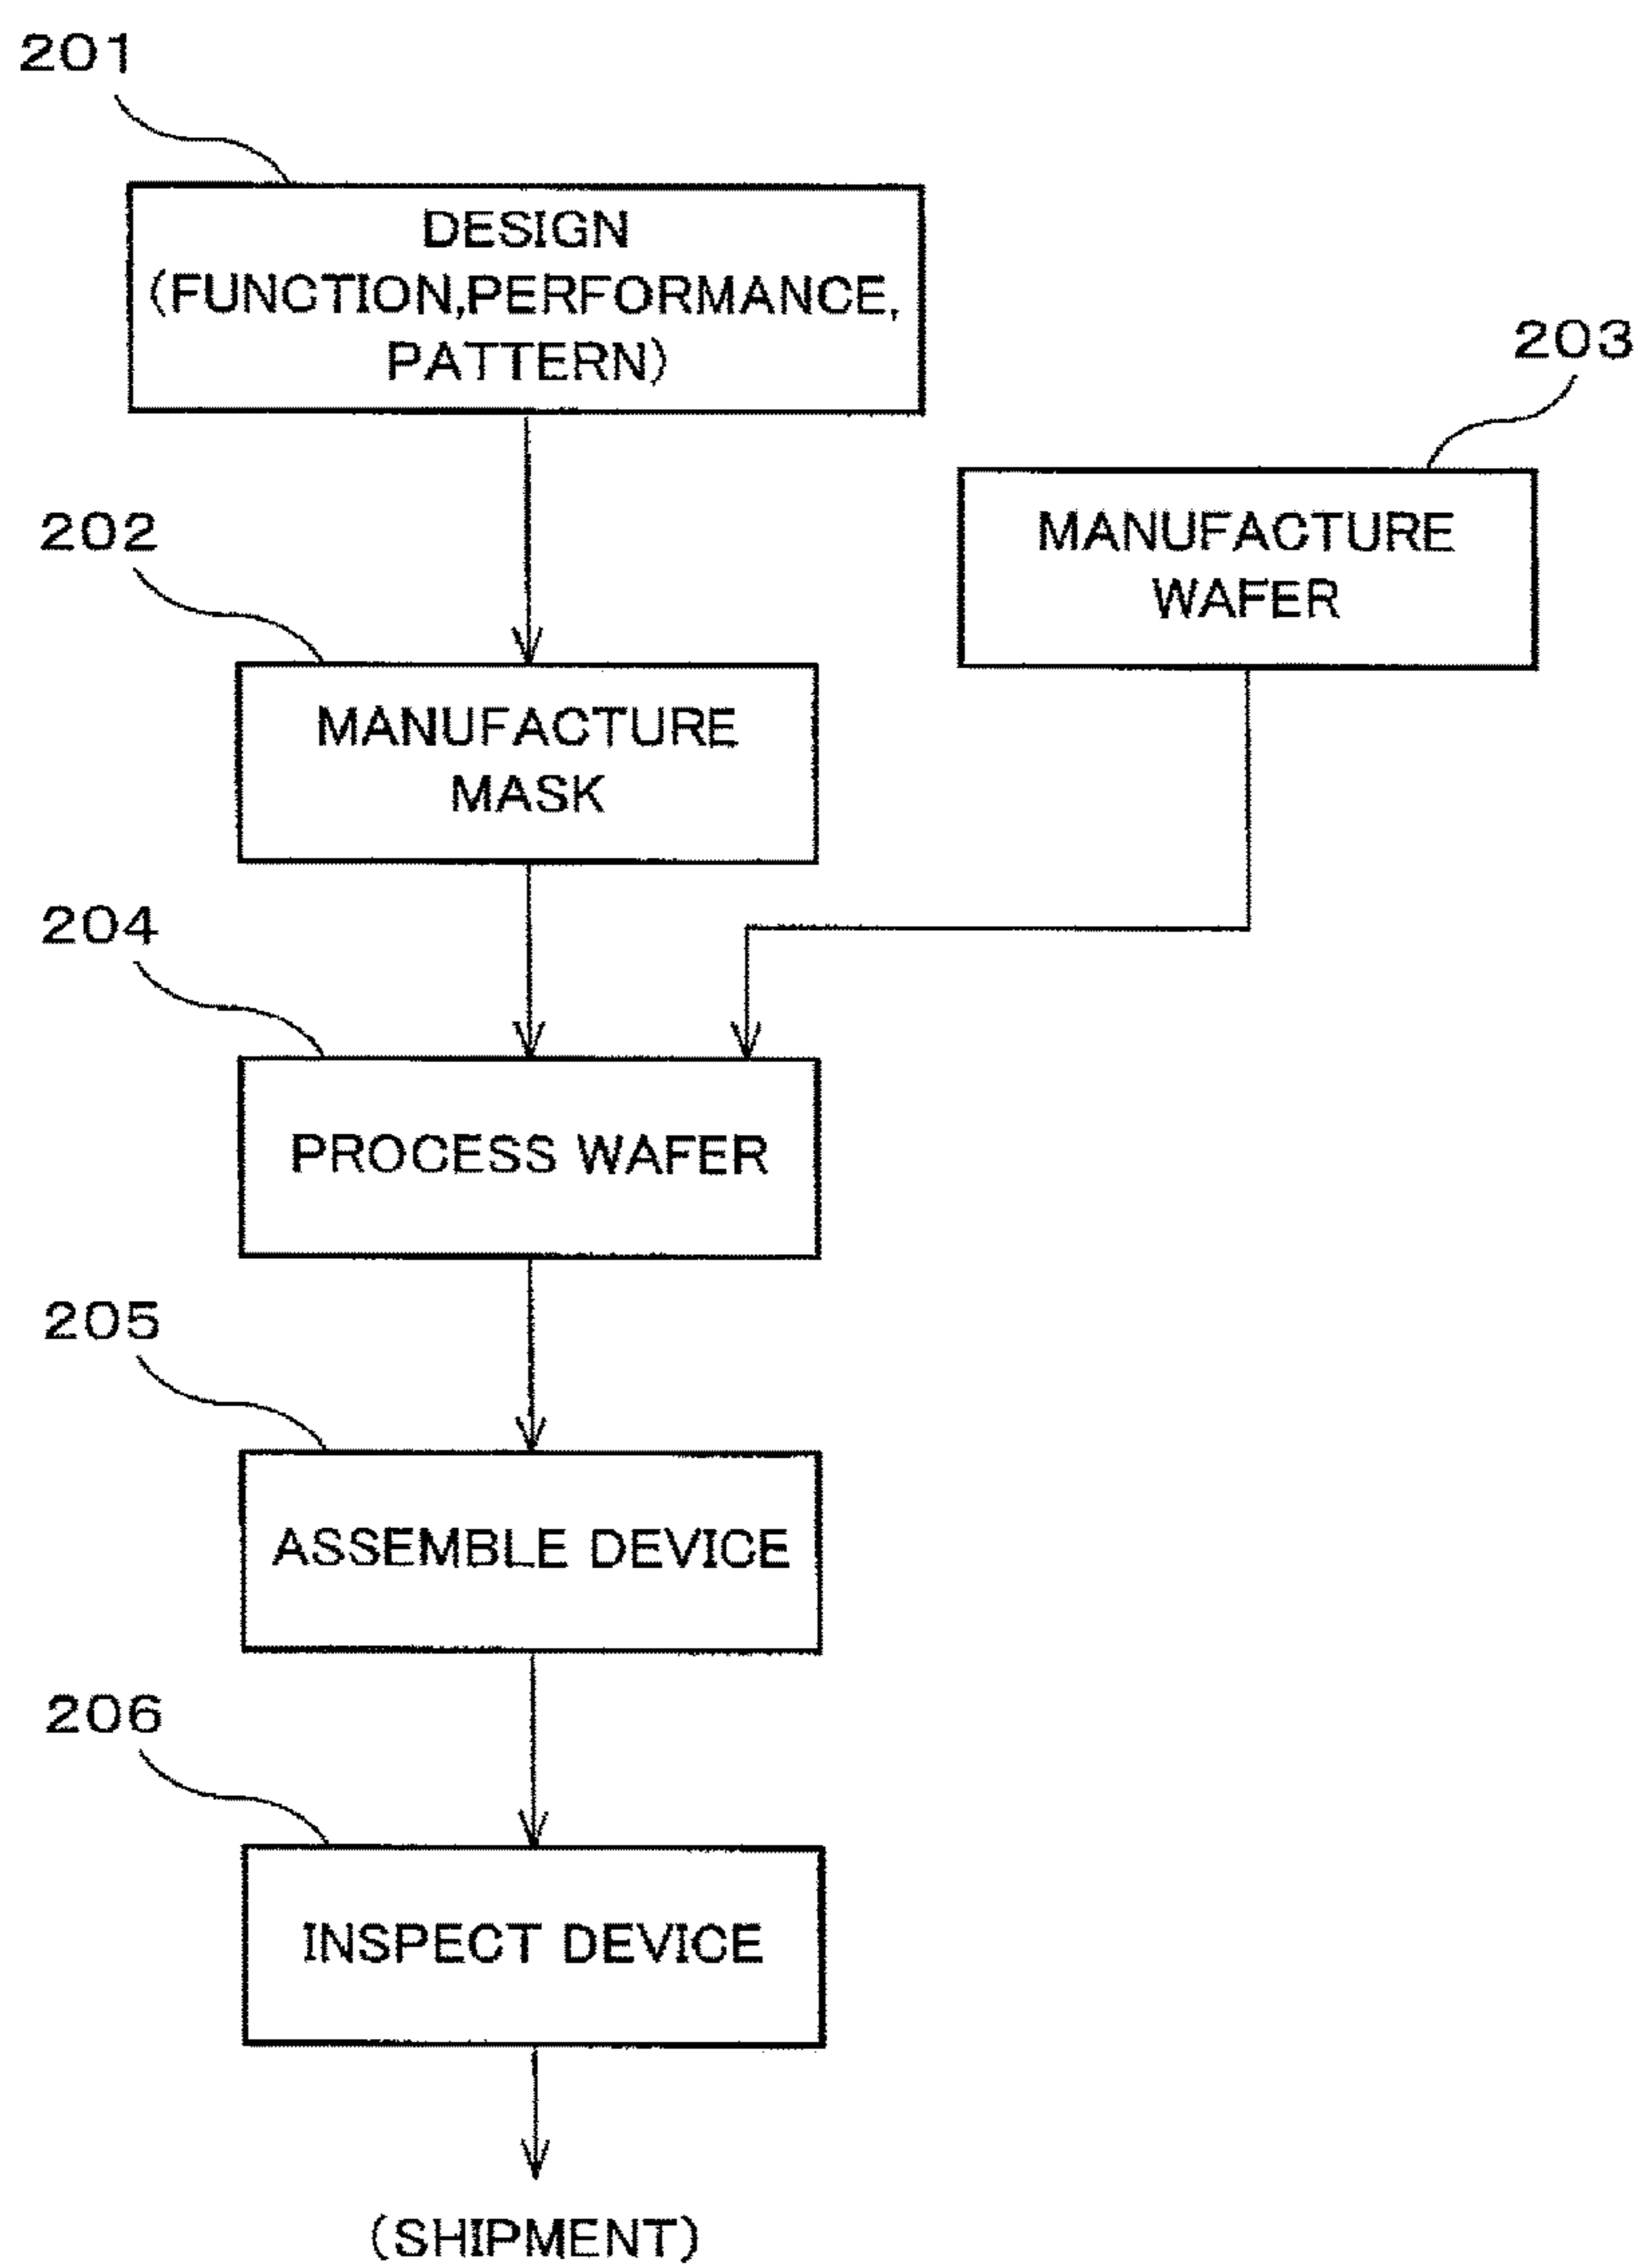 201
DESIGN
(FUNCTION,PERFORMANCE,
PATTERN)
203
MANUFACTURE
WAFER
202
MANUFACTURE
MASK
204
PROCESS WAFER
205
ASSEMBLE DEVICE
206
INSPECT DEVICE
(SHIPMENT)